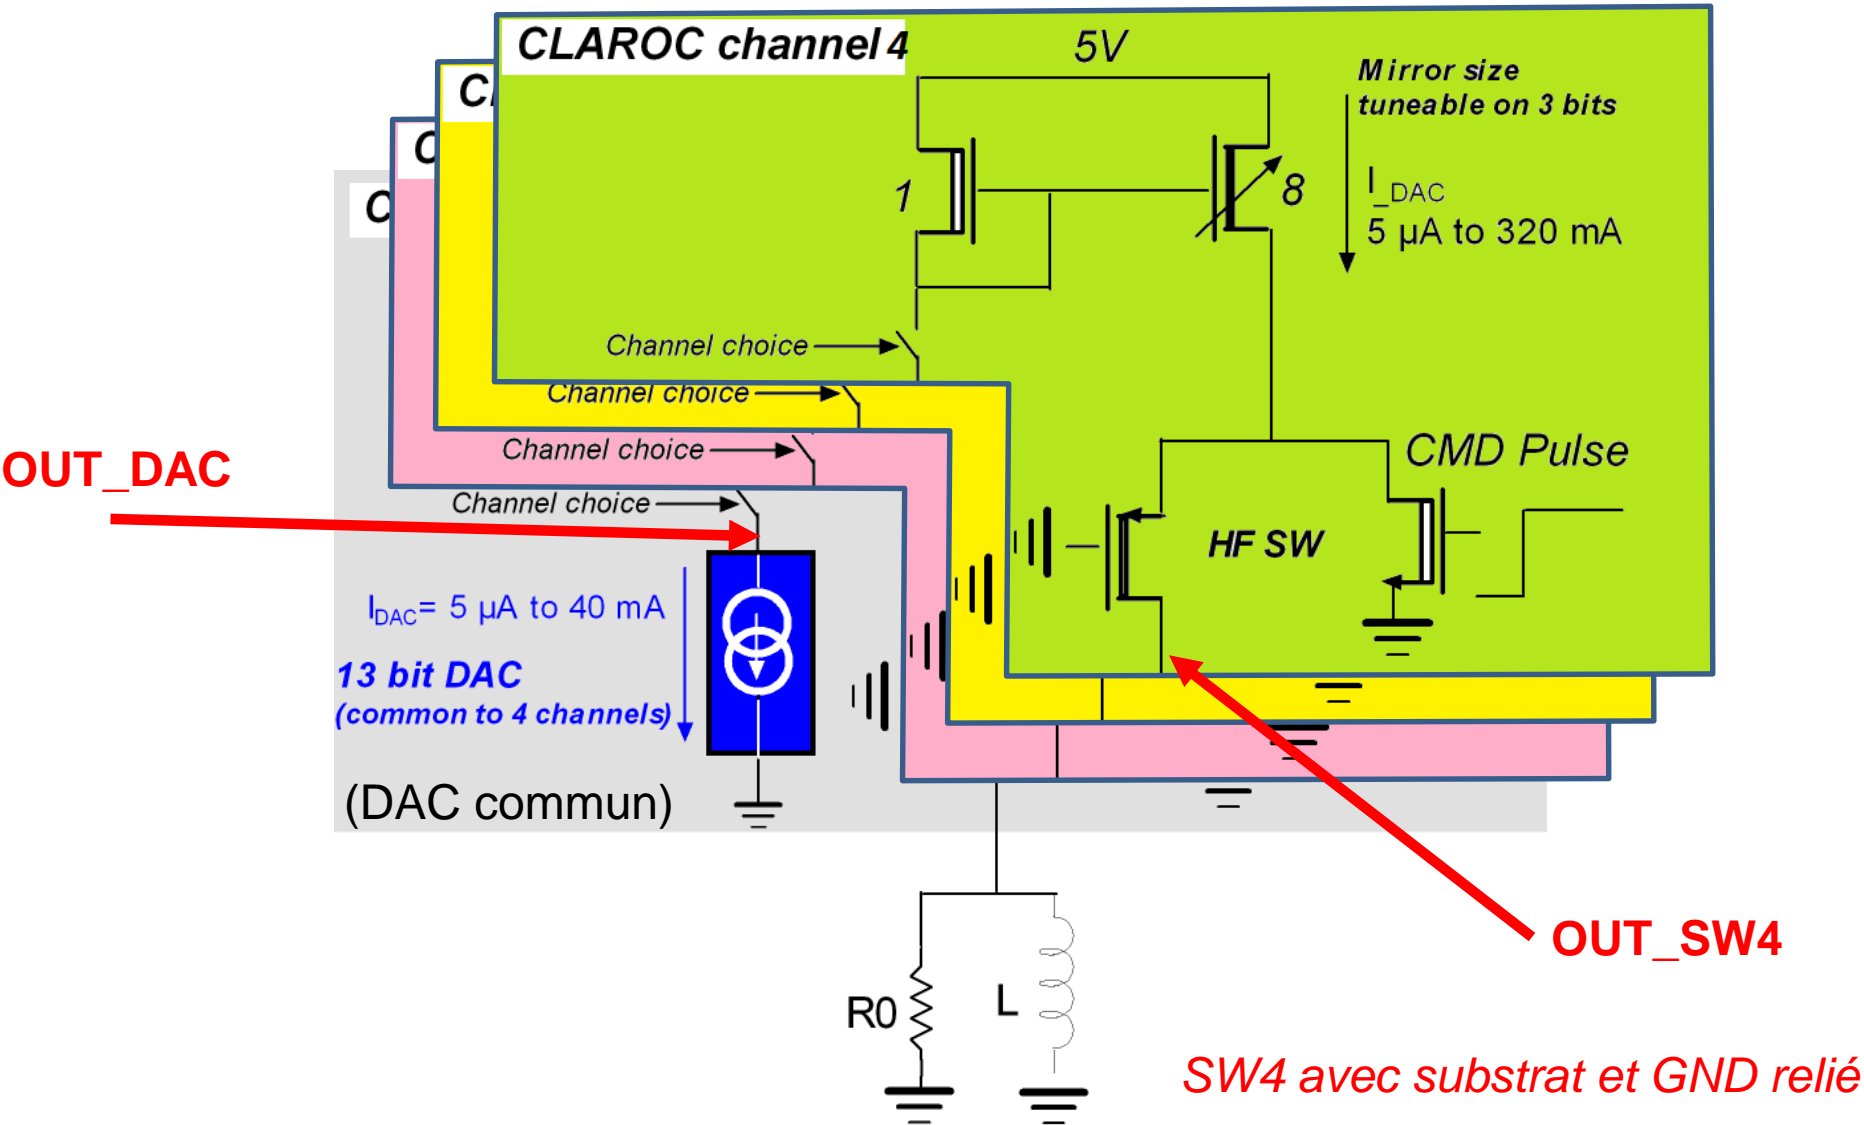 CLAROC channel 4
5V
Mirror size
tuneable on 3 bits
C
C
1
8
I_DAC
5 µA to 320 mA
Channel choice
Channel choice
Channel choice
Channel choice
OUT_DAC
CMD Pulse
HF SW
IDAC= 5 µA to 40 mA
13 bit DAC
(common to 4 channels)
(DAC commun)
OUT_SW4
R0
L
SW4 avec substrat et GND relié